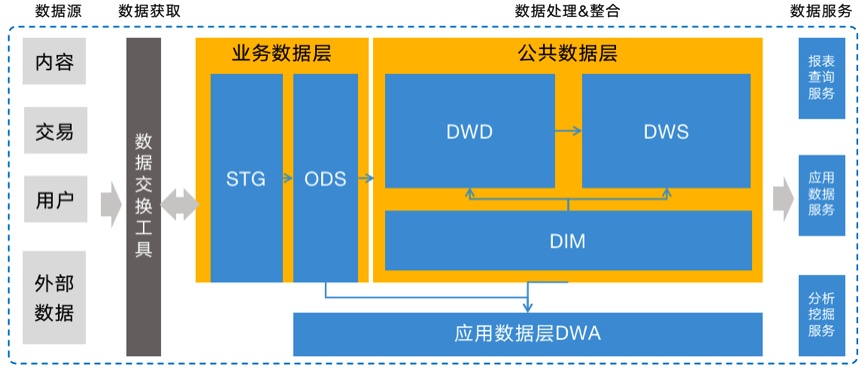 数据源
数据获取
数据处理&整合
数据服务
内容
交易
用户
外部
数据
数据交换工具
业务数据层
STG
ODS
公共数据层
DWD
DWS
DIM
应用数据层DWA
报表
查询
服务
应用
数据
服务
分析
挖掘
服务